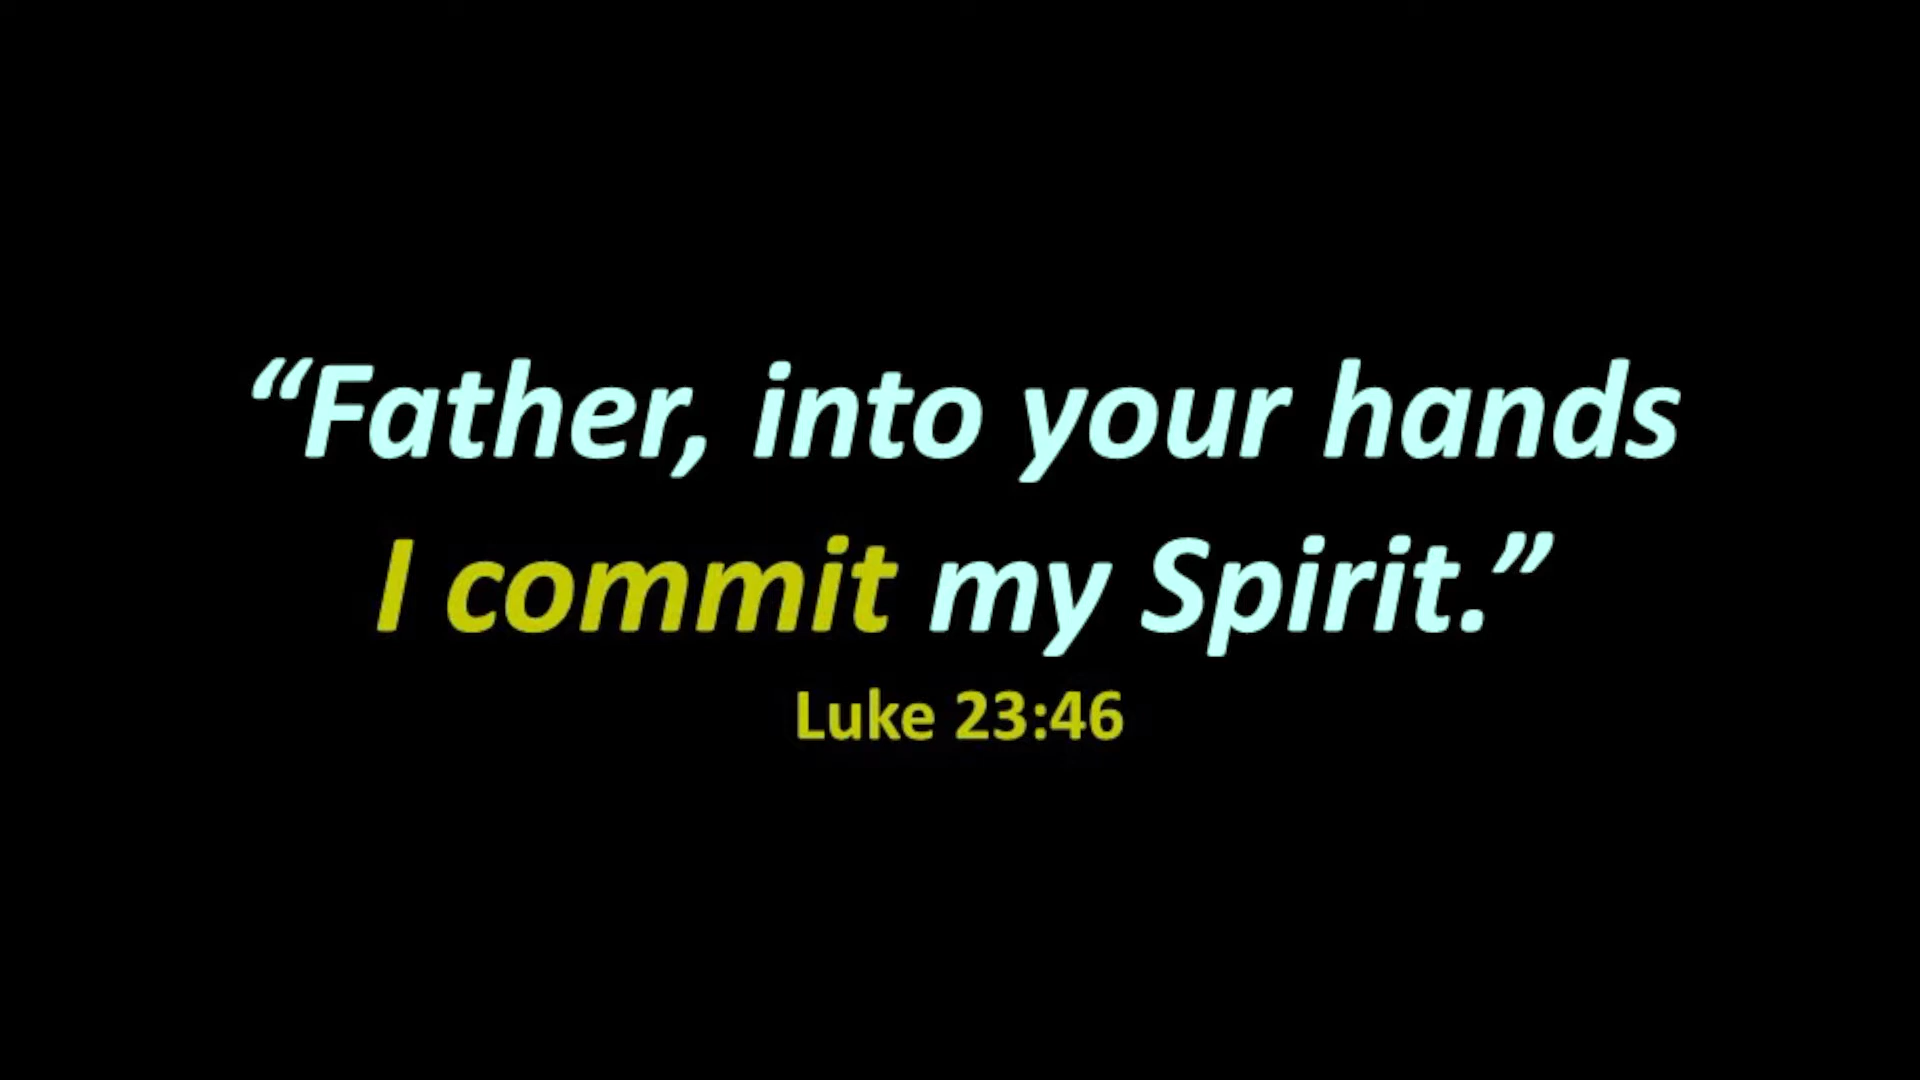 “Father, into your hands
I commit my Spirit.”
Luke 23:46